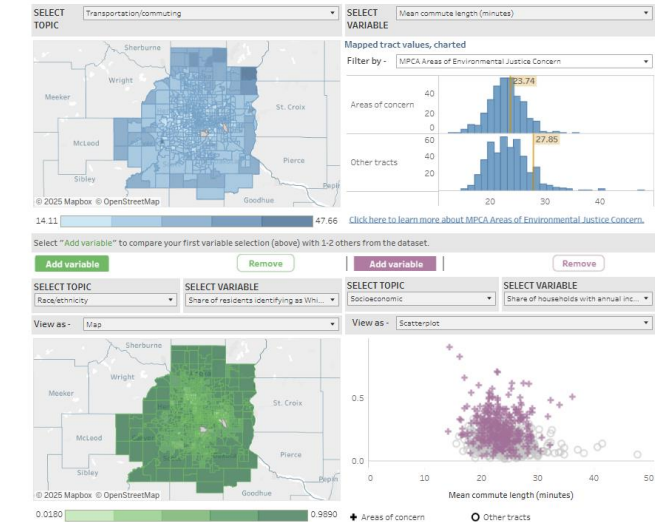 SELECT TOPIC
Transportation/commuting
SELECT VARIABLE
Mean commute length (minutes)
Sherburne
Wright
Meeker
St. Croix
McLeod
Pierce
Sibley
Goodhue
© 2025 Mapbox © OpenStreetMap
14.11
47.66
Mapped tract values, charted
Filter by -
MPCA Areas of Environmental Justice Concern
23.74
40
20
0
Areas of concern
27.85
60
40
20
Other tracts
20
30
40
Click here to learn more about MPCA Areas of Environmental Justice Concern.
Select "Add variable" to compare your first variable selection (above) with 1-2 others from the dataset.
Add variable
Remove
Add variable
Remove
SELECT TOPIC
Race/ethnicity
SELECT VARIABLE
Share of residents identifying as Whi...
SELECT TOPIC
Socioeconomic
SELECT VARIABLE
Share of households with annual inc...
View as -
Map
View as -
Scatterplot
Sherburne
Wright
Meeker
St. Croix
McLeod
Pierce
Sibley
Pepin
Goodhue
© 2025 Mapbox © OpenStreetMap
0.0180
0.9890
0.5
0.0
0
10
20
30
40
50
Mean commute length (minutes)
Areas of concern
Other tracts